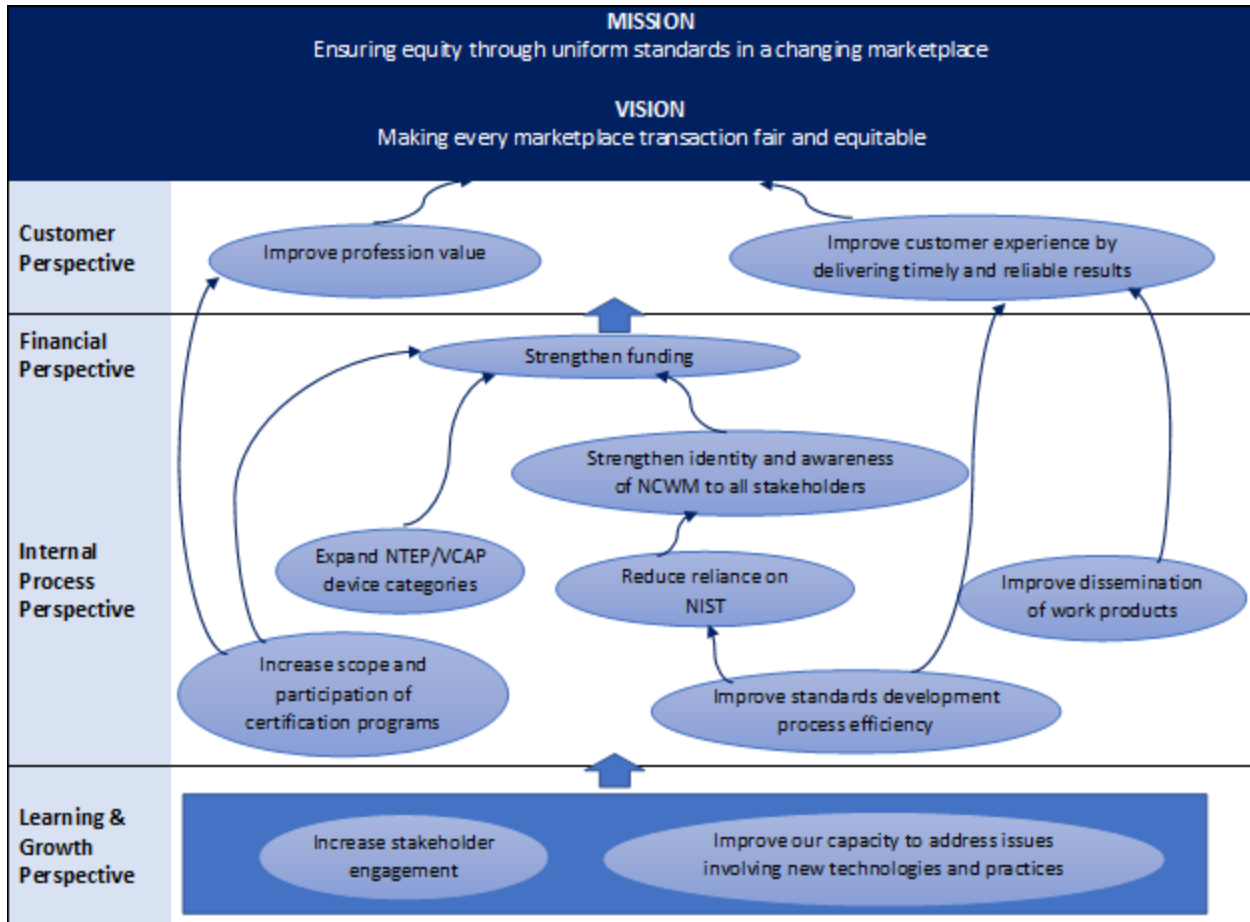 MISSION
Ensuring equity through uniform standards in a changing marketplace
VISION
Making every marketplace transaction fair and equitable
Customer
Perspective
Improve profession value
Improve customer experience by
delivering timely and reliable results
Financial
Perspective
Strengthen funding
Strengthen identity and awareness
of NCWM to all stakeholders
Internal
Process
Perspective
Expand NTEP/VCAP
device categories
Reduce reliance on
NIST
Improve dissemination
of work products
Increase scope and
participation of
certification programs
Improve standards development
process efficiency
Learning &
Growth
Perspective
Increase stakeholder
engagement
Improve our capacity to address issues
involving new technologies and practices